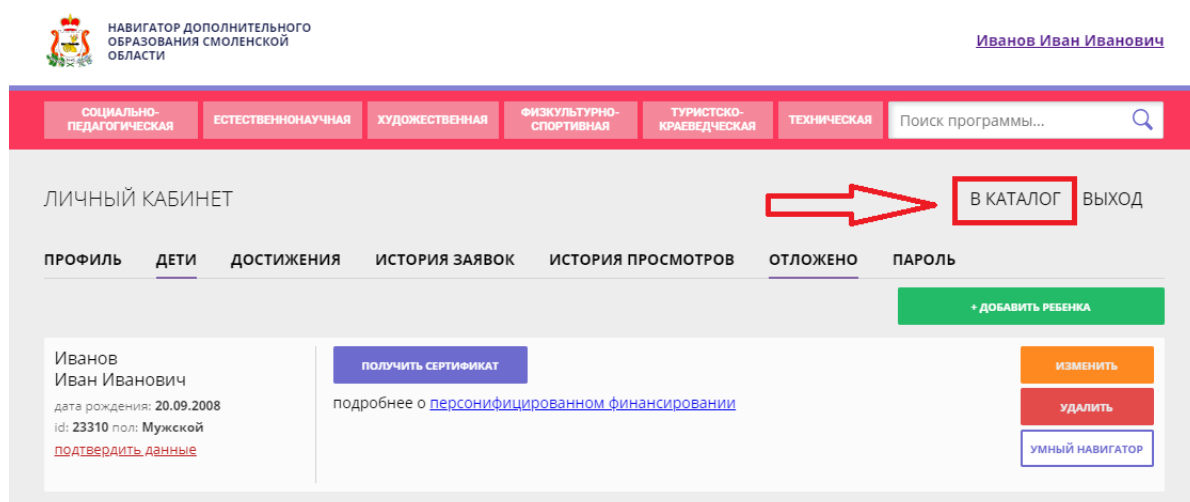 НАВИГАТОР ДОПОЛНИТЕЛЬНОГО
ОБРАЗОВАНИЯ СМОЛЕНСКОЙ
ОБЛАСТИ
Иванов Иван Иванович
СОЦИАЛЬНО-
ПЕДАГОГИЧЕСКАЯ
ЕСТЕСТВЕННОНАУЧНАЯ
ХУДОЖЕСТВЕННАЯ
ФИЗКУЛЬТУРНО-
СПОРТИВНАЯ
ТУРИСТСКО-
КРАЕВЕДЧЕСКАЯ
ТЕХНИЧЕСКАЯ
Поиск программы...
ЛИЧНЫЙ КАБИНЕТ
В КАТАЛОГ ВЫХОД
ПРОФИЛЬ ДЕТИ ДОСТИЖЕНИЯ ИСТОРИЯ ЗАЯВОК ИСТОРИЯ ПРОСМОТРОВ ОТЛОЖЕНО ПАРОЛЬ
+ ДОБАВИТЬ РЕБЕНКА
Иванов
Иван Иванович
дата рождения: 20.09.2008
id: 23310 пол: Мужской
подтвердить данные
ПОЛУЧИТЬ СЕРТИФИКАТ
подробнее о персонифицированном финансировании
ИЗМЕНИТЬ
УДАЛИТЬ
УМНЫЙ НАВИГАТОР